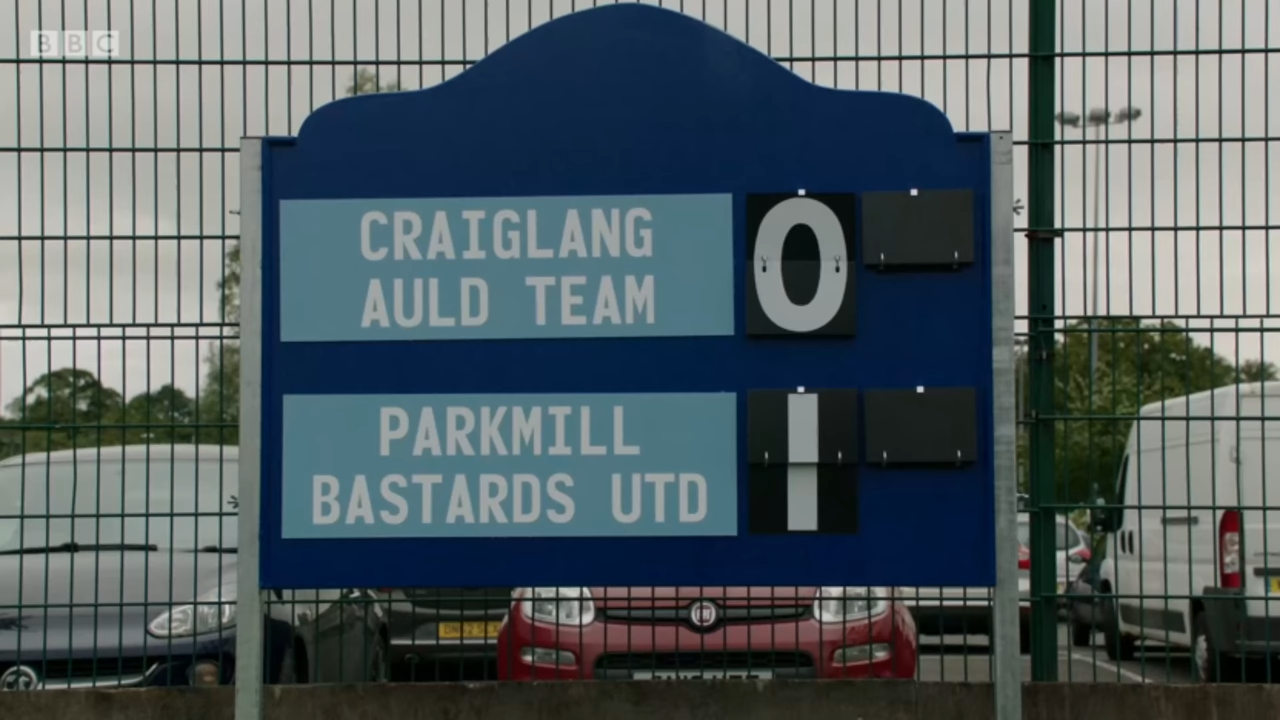 BBC
CRAIGLANG
AULD TEAM
0
PARKMILL
BASTARDS UTD
1